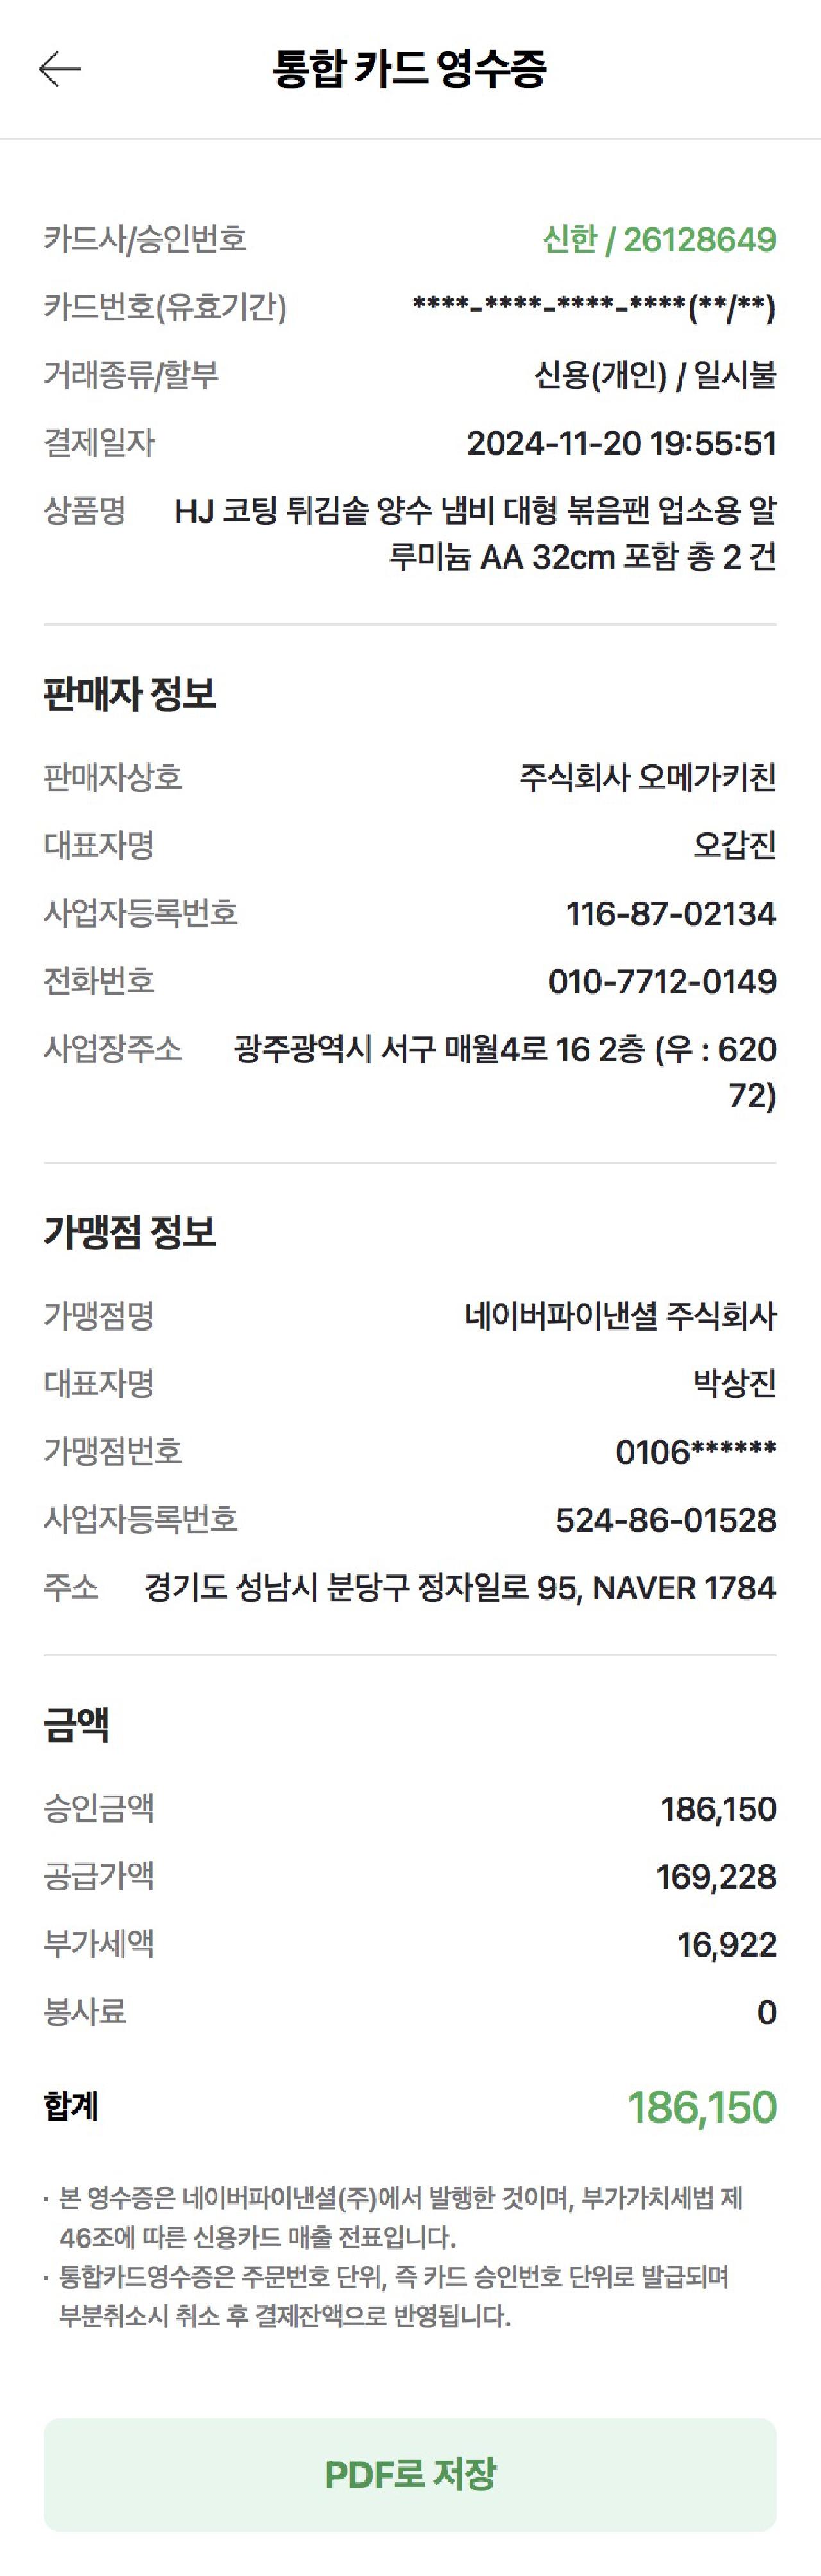 통합 카드 영수증
카드사/승인번호 신한 / 26128649
카드번호(유효기간) ****-****-****-****(**/**)
거래종류/할부 신용(개인) / 일시불
결제일자 2024-11-20 19:55:51
상품명 HJ 코팅 튀김솥 양수 냄비 대형 볶음팬 업소용 알
루미늄 AA 32cm 포함 총 2 건
판매자 정보
판매자상호 주식회사 오메가키친
대표자명 오갑진
사업자등록번호 116-87-02134
전화번호 010-7712-0149
사업장주소 광주광역시 서구 매월4로 16 2층 (우 : 620
72)
가맹점 정보
가맹점명 네이버파이낸셜 주식회사
대표자명 박상진
가맹점번호 0106******
사업자등록번호 524-86-01528
주소 경기도 성남시 분당구 정자일로 95, NAVER 1784
금액
승인금액 186,150
공급가액 169,228
부가세액 16,922
봉사료 0
합계 186,150
· 본 영수증은 네이버파이낸셜(주)에서 발행한 것이며, 부가가치세법 제
46조에 따른 신용카드 매출 전표입니다.
· 통합카드영수증은 주문번호 단위, 즉 카드 승인번호 단위로 발급되며
부분취소시 취소 후 결제잔액으로 반영됩니다.
PDF로 저장